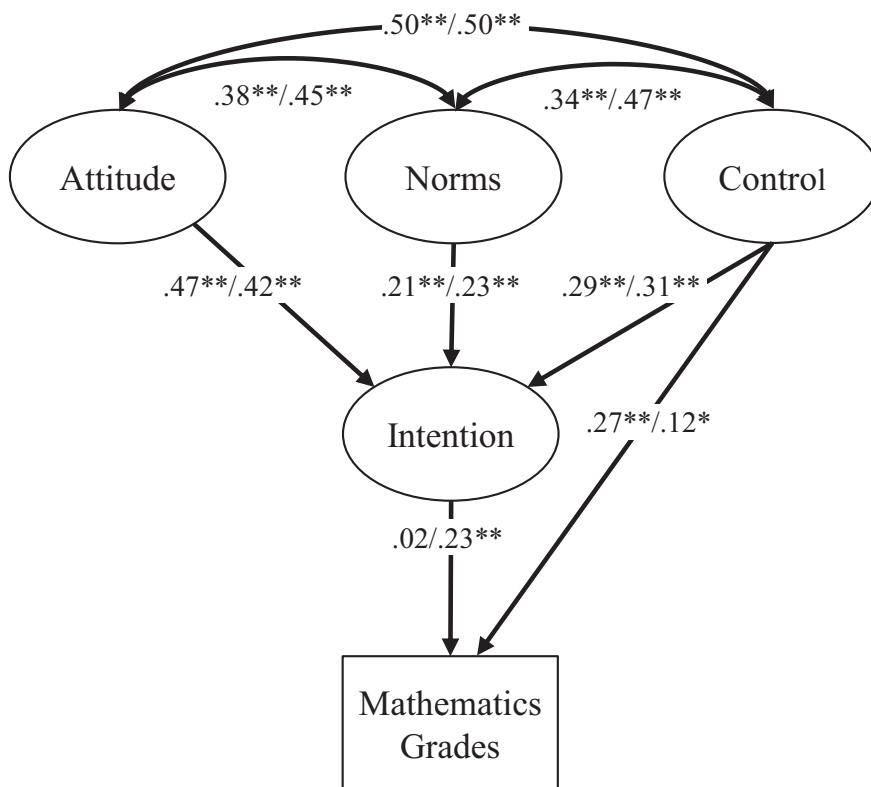 .50**/.50**
.38**/.45**
.34**/.47**
Attitude
Norms
Control
.47**/.42**
.21**/.23**
.29**/.31**
.27**/.12*
Intention
.02/.23**
Mathematics
Grades